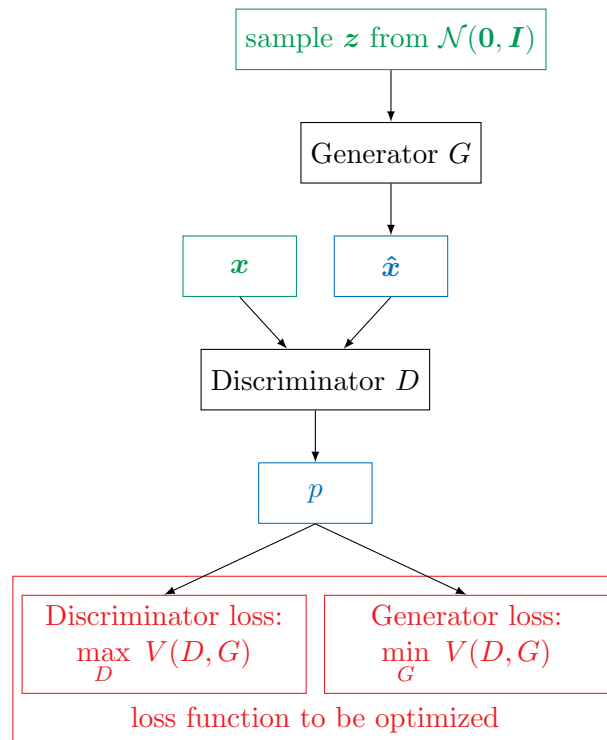 sample z from 𝒩(0, I)
Generator G
x
x̂
Discriminator D
p
Discriminator loss:
max V(D, G)
D
Generator loss:
min V(D, G)
G
loss function to be optimized